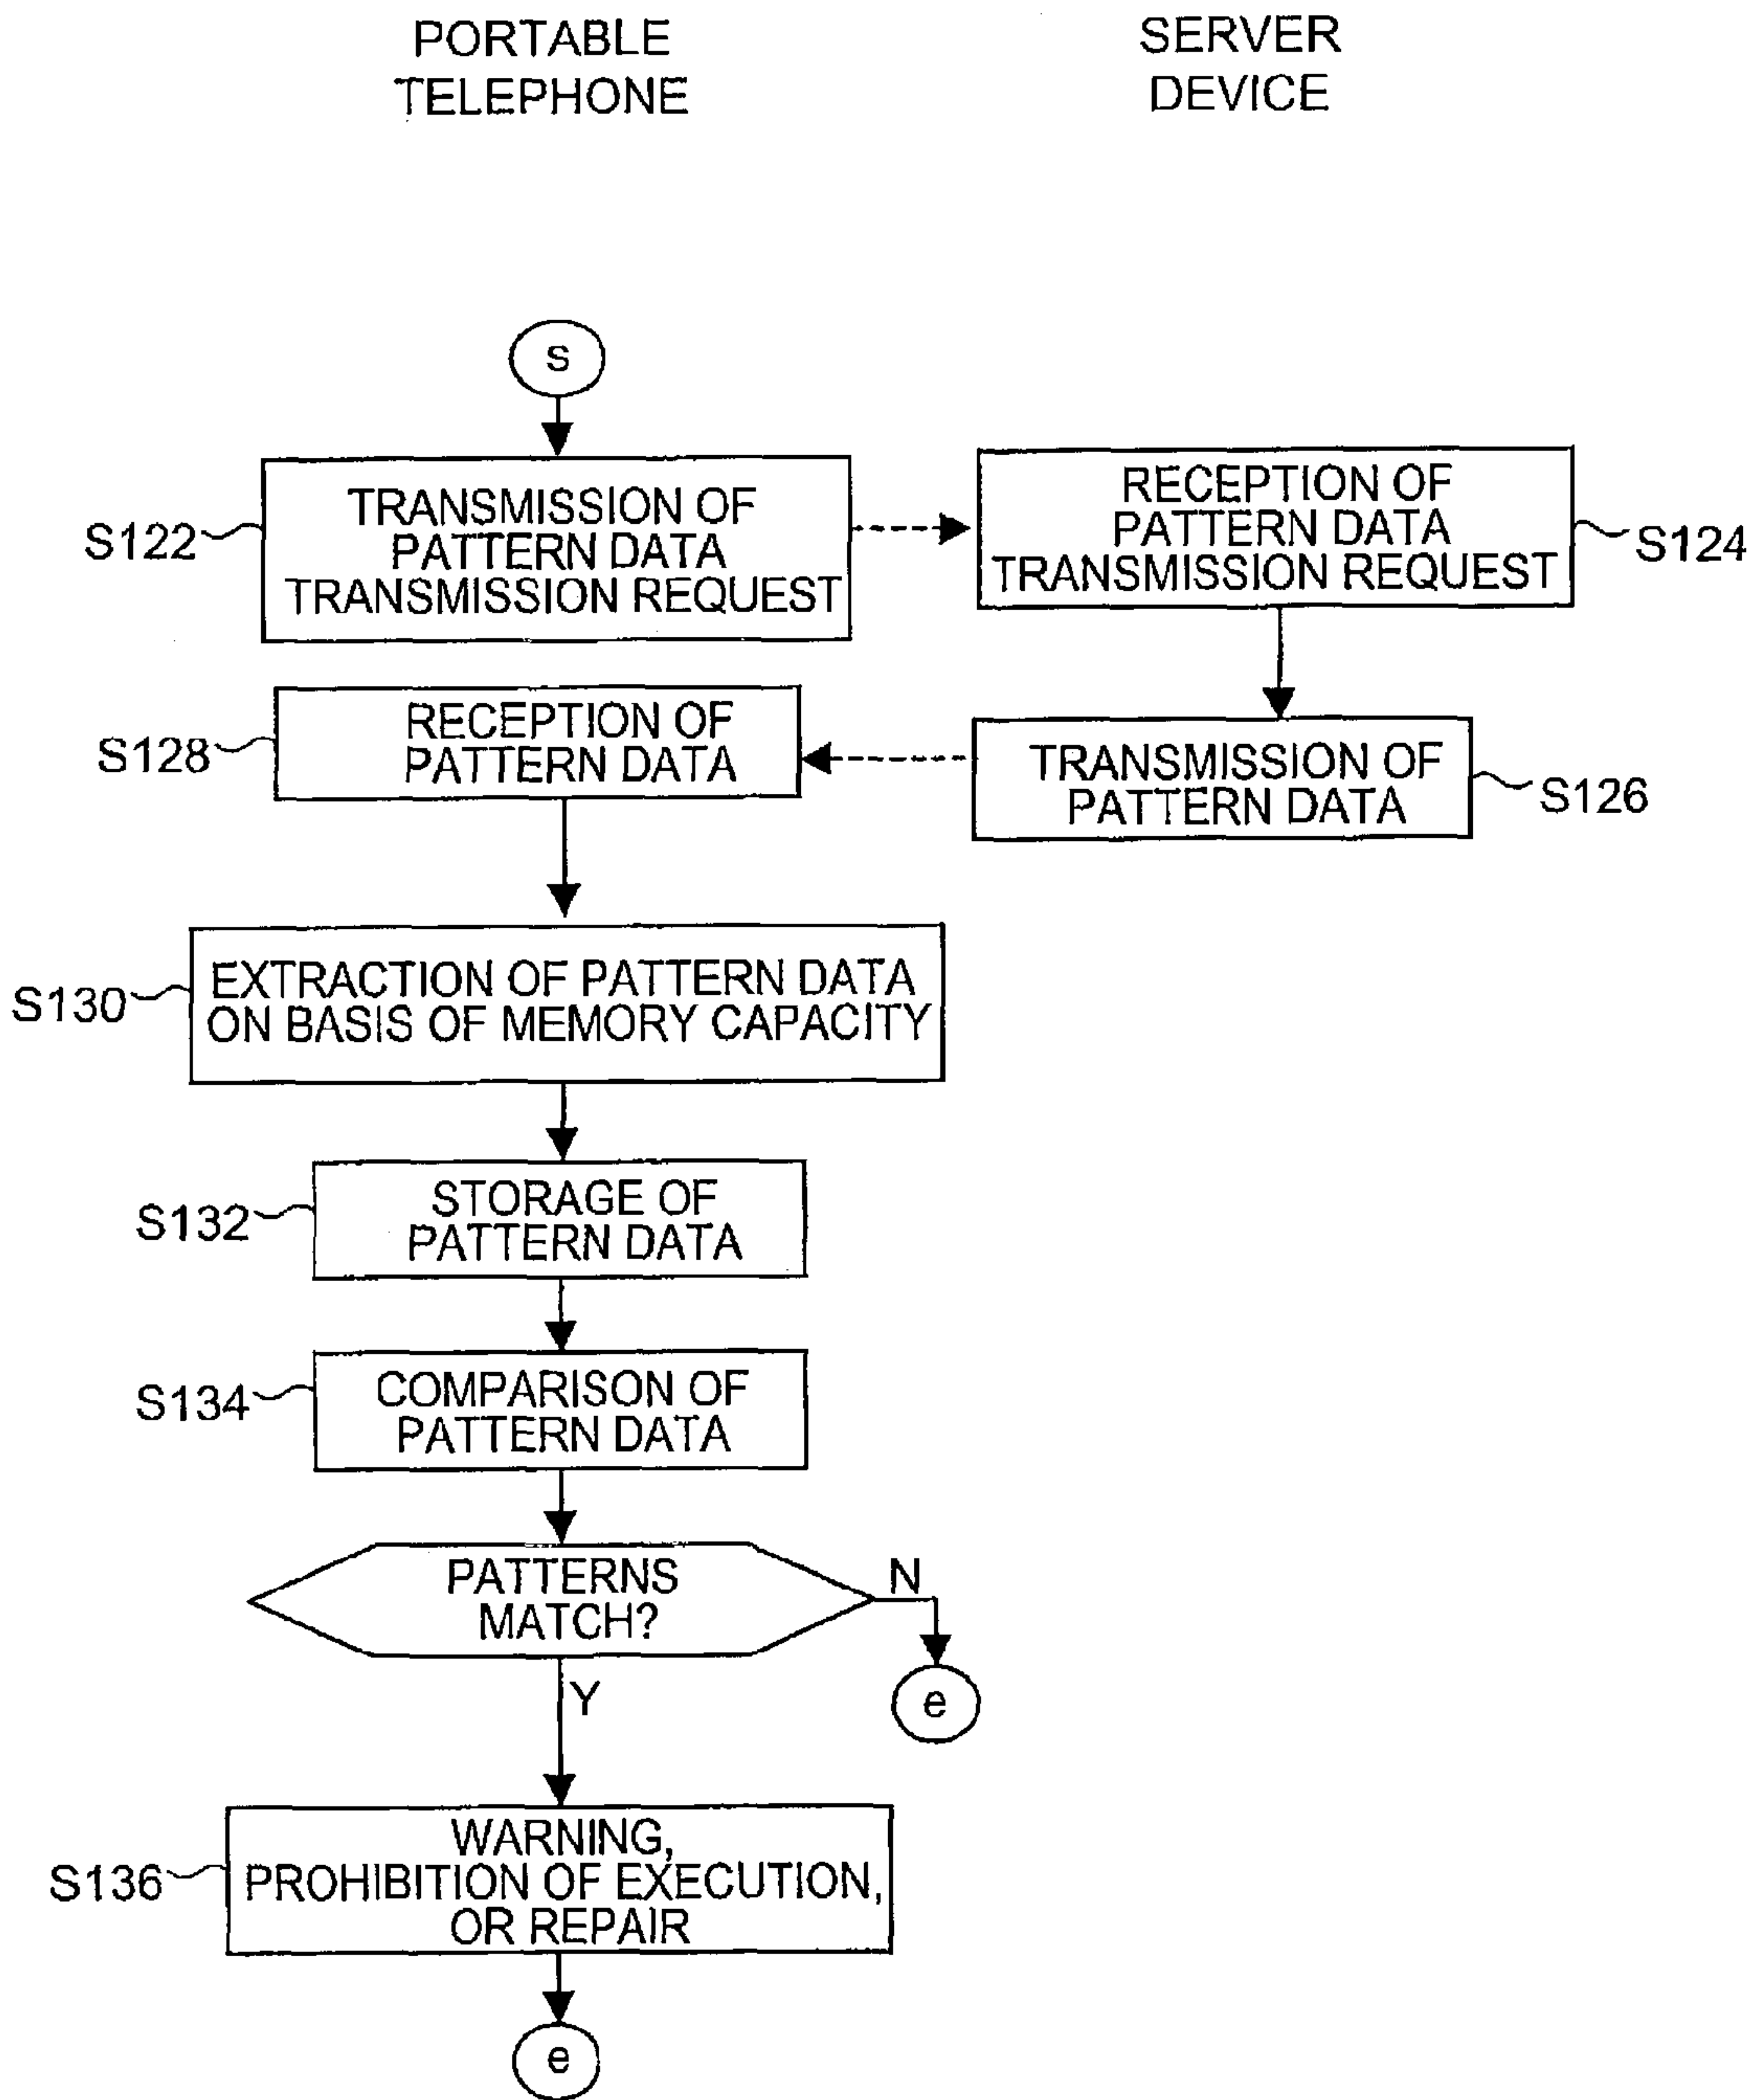 PORTABLE
TELEPHONE
SERVER
DEVICE
s
S122
TRANSMISSION OF
PATTERN DATA
TRANSMISSION REQUEST
RECEPTION OF
PATTERN DATA
TRANSMISSION REQUEST
S124
S128
RECEPTION OF
PATTERN DATA
TRANSMISSION OF
PATTERN DATA
S126
S130
EXTRACTION OF PATTERN DATA
ON BASIS OF MEMORY CAPACITY
S132
STORAGE OF
PATTERN DATA
S134
COMPARISON OF
PATTERN DATA
PATTERNS
MATCH?
N
e
Y
S136
WARNING,
PROHIBITION OF EXECUTION,
OR REPAIR
e